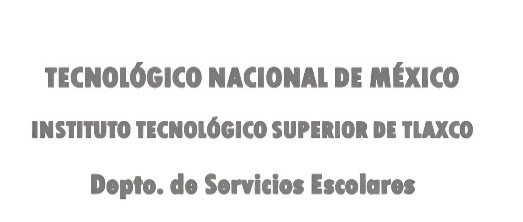 TECNOLÓGICO NACIONAL DE MÉXICO
INSTITUTO TECNOLÓGICO SUPERIOR DE TLAXCO
Depto. de Servicios Escolares